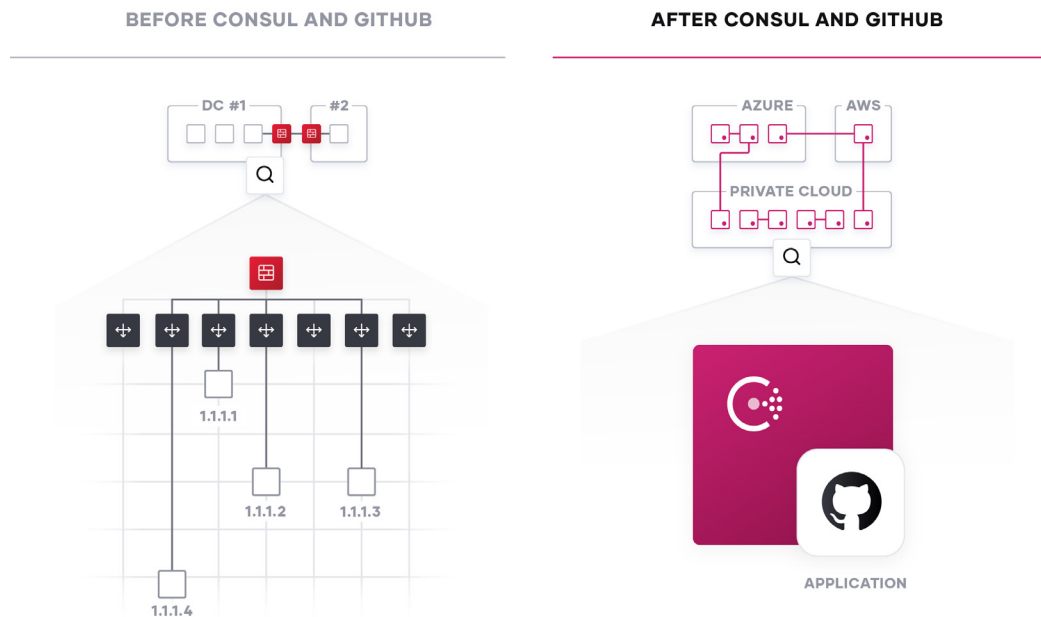 BEFORE CONSUL AND GITHUB
DC #1
#2
1.1.1.1
1.1.1.2
1.1.1.3
1.1.1.4
AFTER CONSUL AND GITHUB
AZURE
AWS
PRIVATE CLOUD
APPLICATION